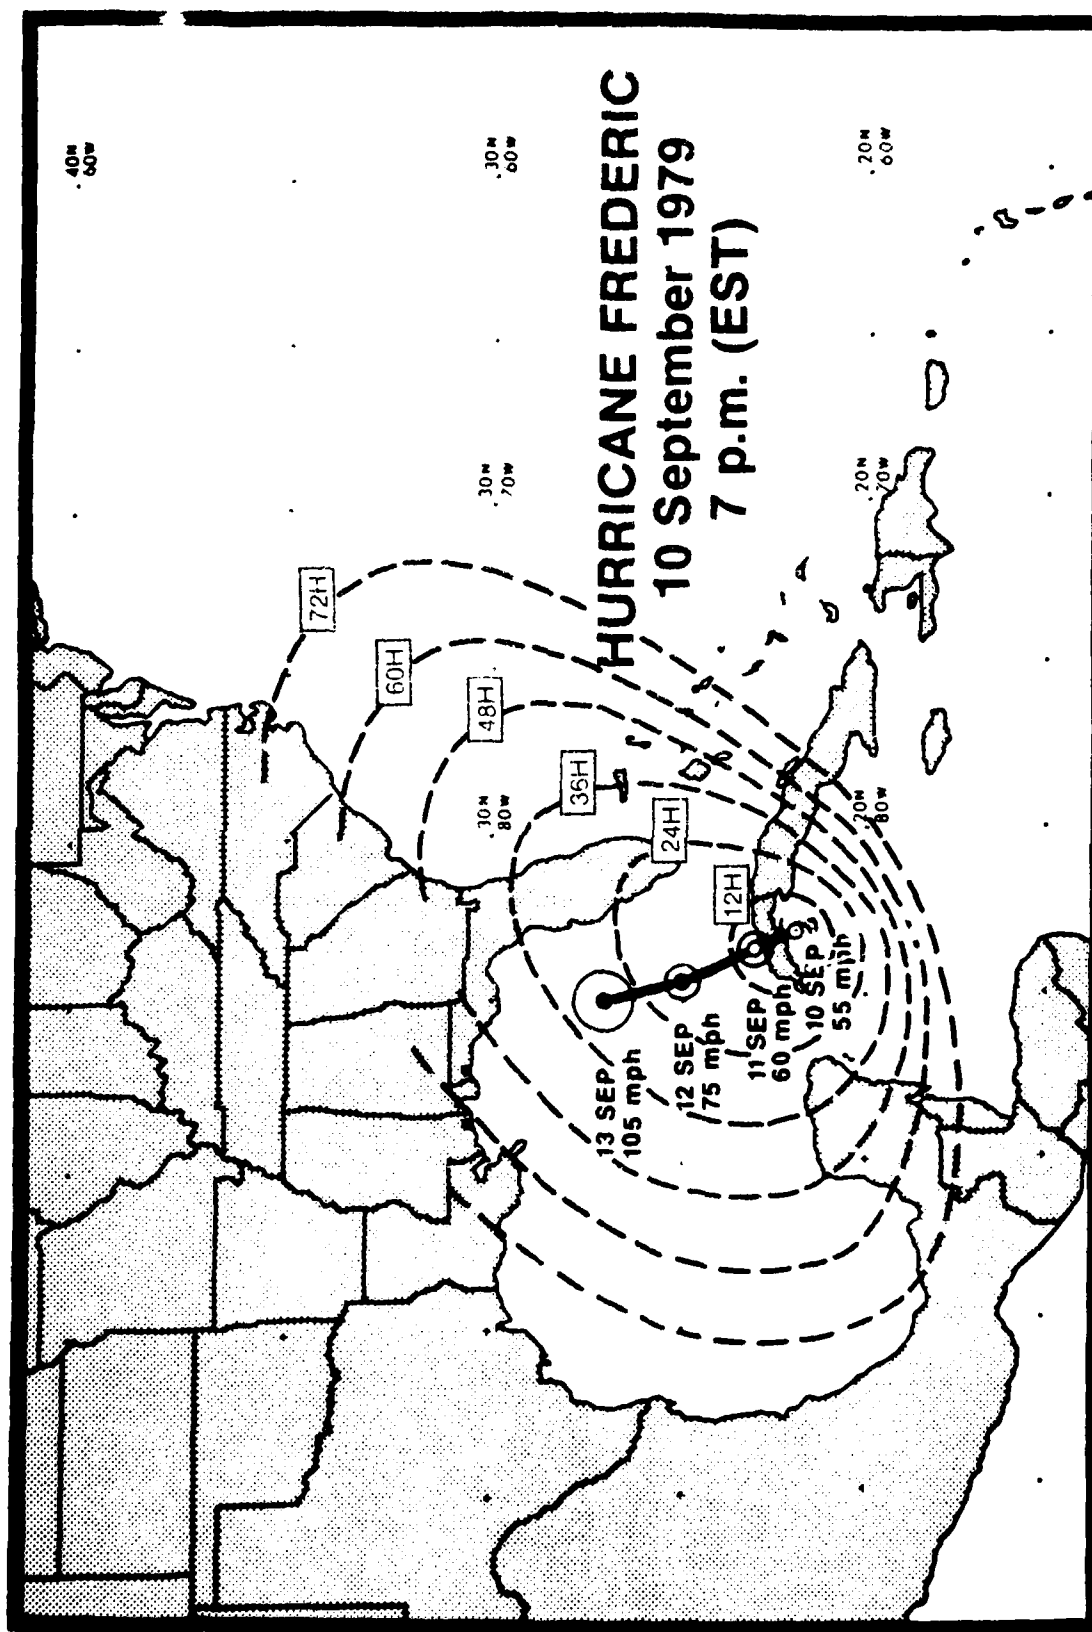 HURRICANE FREDERIC
10 September 1979
7 p.m. (EST)
40N
60W
30N
60W
20N
60W
30N
70W
20N
70W
30N
80W
20N
80W
72H
60H
48H
36H
24H
12H
13 SEP
105 mph
12 SEP
75 mph
11 SEP
60 mph
10 SEP
55 mph